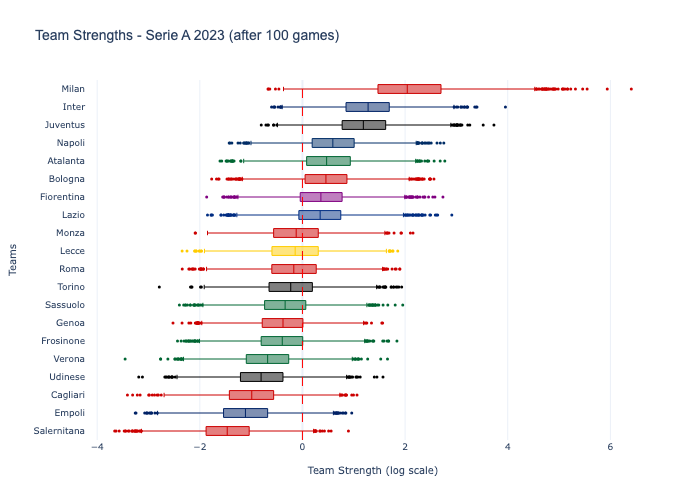 Team Strengths - Serie A 2023 (after 100 games)
Milan
Inter
Juventus
Napoli
Atalanta
Bologna
Fiorentina
Lazio
Monza
Lecce
Roma
Torino
Sassuolo
Genoa
Frosinone
Verona
Udinese
Cagliari
Empoli
Salernitana
Teams
−4 −2 0 2 4 6
Team Strength (log scale)